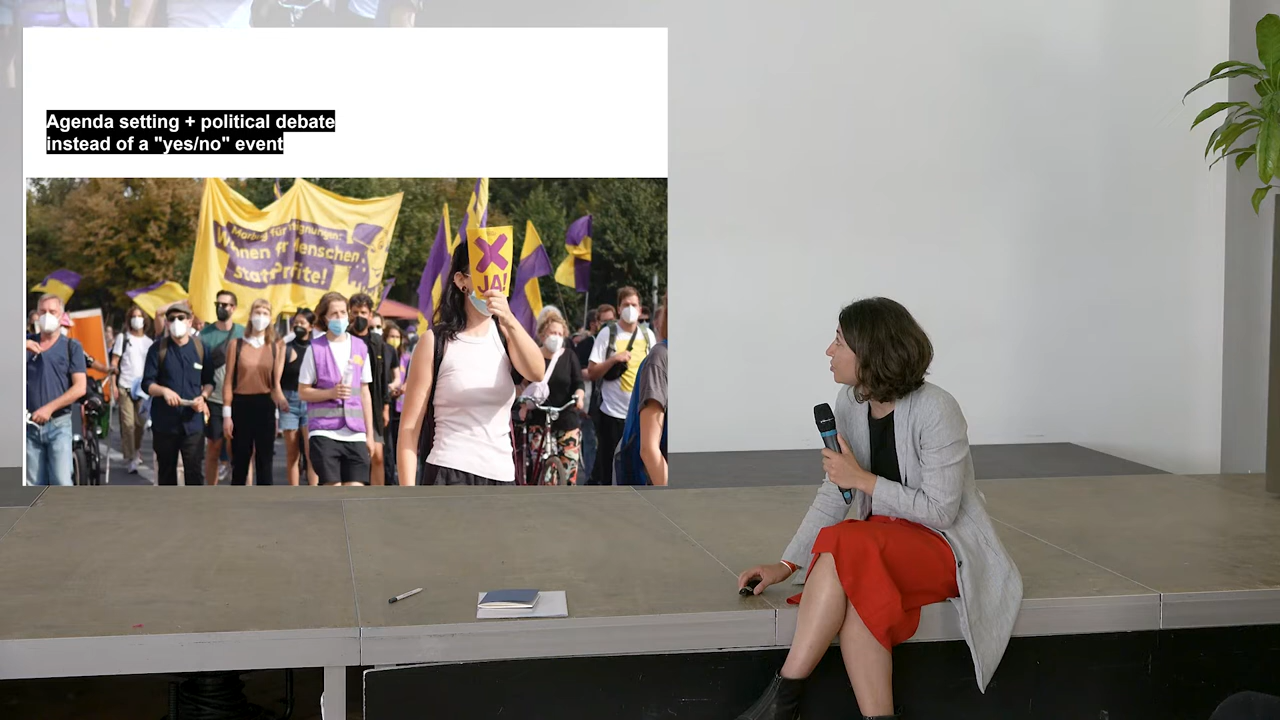 Agenda setting + political debate
instead of a "yes/no" event
JA!
statt Profite!